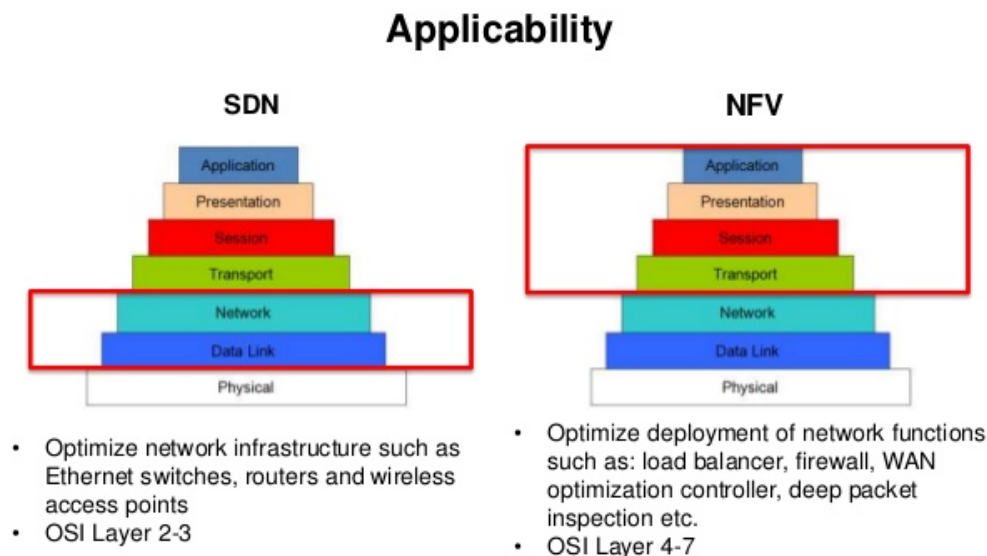 Applicability
SDN
Application
Presentation
Session
Transport
Network
Data Link
Physical
• Optimize network infrastructure such as
Ethernet switches, routers and wireless
access points
• OSI Layer 2-3
NFV
Application
Presentation
Session
Transport
Network
Data Link
Physical
• Optimize deployment of network functions
such as: load balancer, firewall, WAN
optimization controller, deep packet
inspection etc.
• OSI Layer 4-7